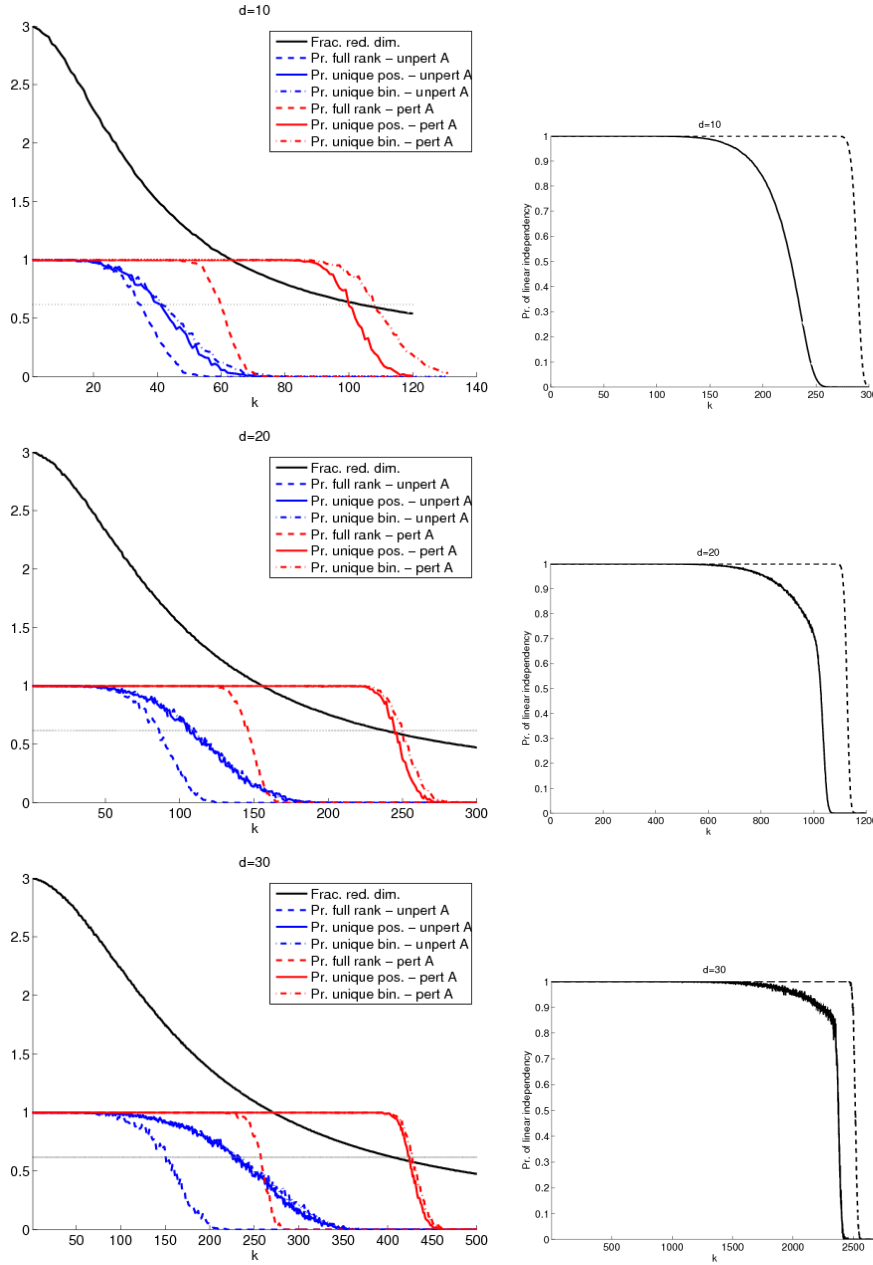 d=10
3
2.5
2
1.5
1
0.5
0
20
40
60
80
100
120
140
k
Frac. red. dim.
Pr. full rank − unpert A
Pr. unique pos. − unpert A
Pr. unique bin. − unpert A
Pr. full rank − pert A
Pr. unique pos. − pert A
Pr. unique bin. − pert A
d=10
Pr. of linear independency
1
0.9
0.8
0.7
0.6
0.5
0.4
0.3
0.2
0.1
0
0
50
100
150
200
250
300
k
d=20
3
2.5
2
1.5
1
0.5
0
50
100
150
200
250
300
k
Frac. red. dim.
Pr. full rank − unpert A
Pr. unique pos. − unpert A
Pr. unique bin. − unpert A
Pr. full rank − pert A
Pr. unique pos. − pert A
Pr. unique bin. − pert A
d=20
Pr. of linear independency
1
0.9
0.8
0.7
0.6
0.5
0.4
0.3
0.2
0.1
0
0
200
400
600
800
1000
1200
k
d=30
3
2.5
2
1.5
1
0.5
0
50
100
150
200
250
300
350
400
450
500
k
Frac. red. dim.
Pr. full rank − unpert A
Pr. unique pos. − unpert A
Pr. unique bin. − unpert A
Pr. full rank − pert A
Pr. unique pos. − pert A
Pr. unique bin. − pert A
d=30
Pr. of linear independency
1
0.9
0.8
0.7
0.6
0.5
0.4
0.3
0.2
0.1
0
500
1000
1500
2000
2500
k